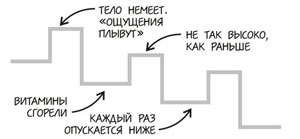 ТЕЛО НЕМЕЕТ.
«ОЩУЩЕНИЯ
ПЛЫВУТ»
НЕ ТАК ВЫСОКО,
КАК РАНЬШЕ
ВИТАМИНЫ
СГОРЕЛИ
КАЖДЫЙ РАЗ
ОПУСКАЕТСЯ НИЖЕ